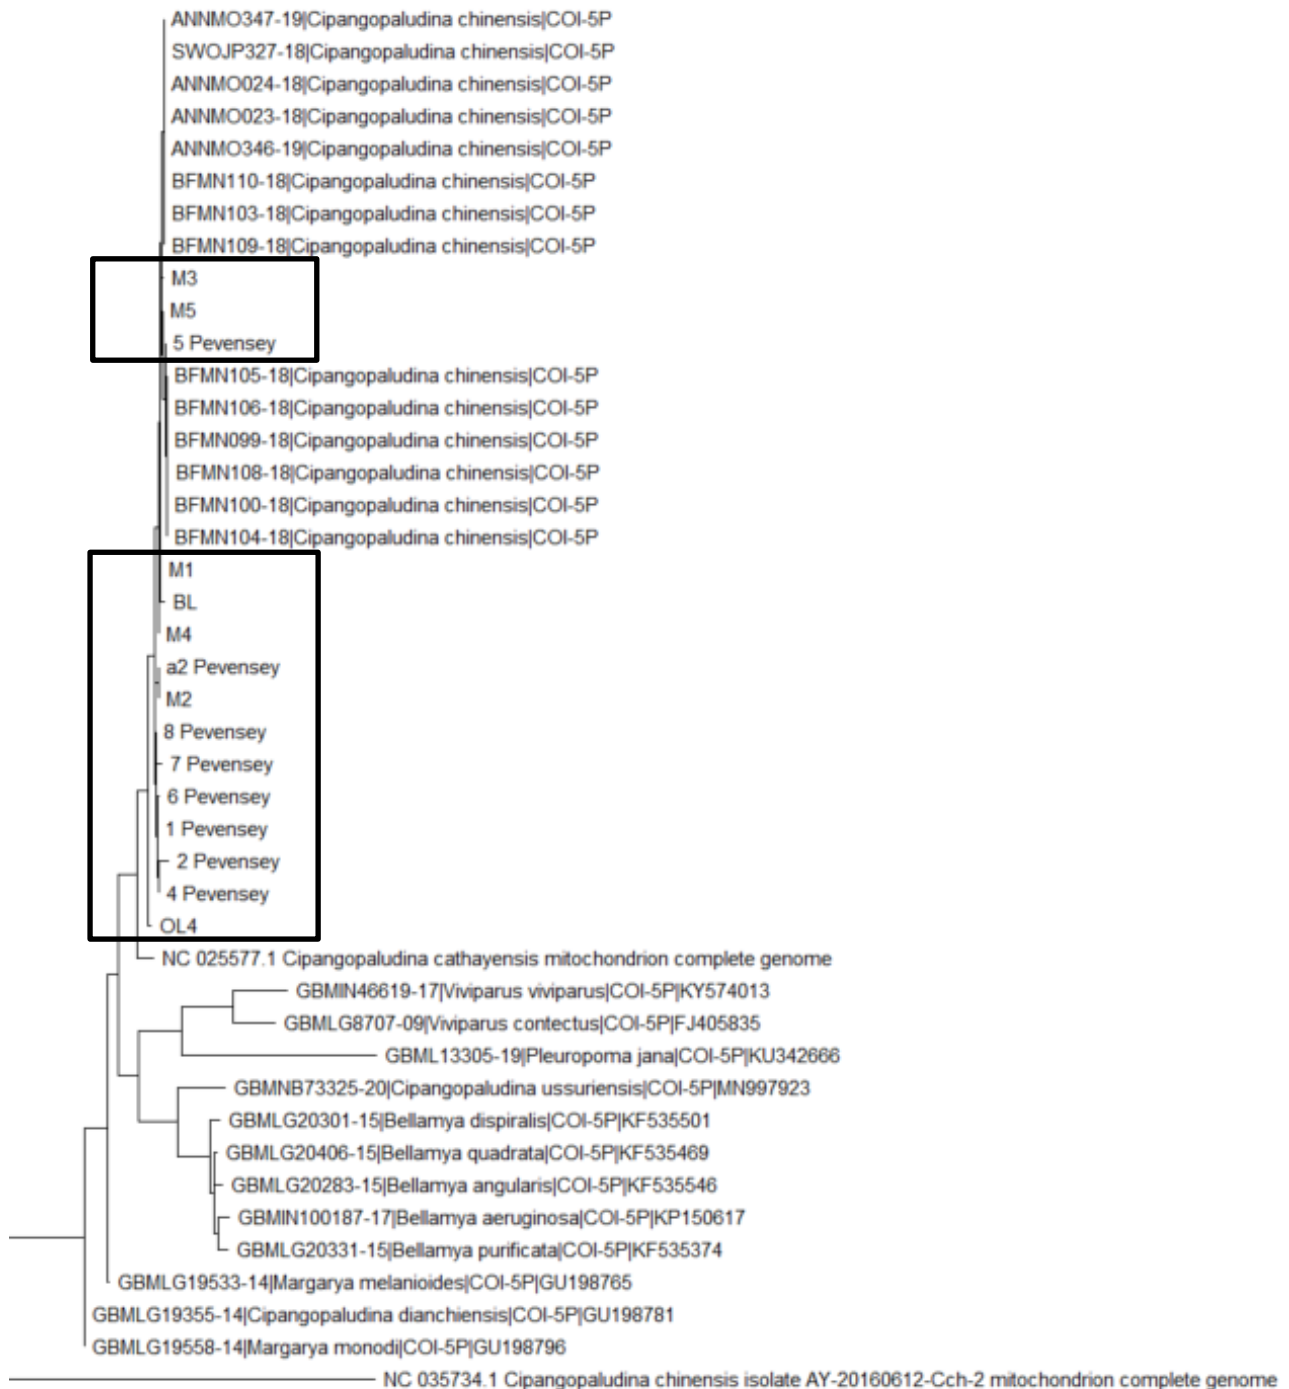 ANNMO347-19|Cipangopaludina chinensis|COI-5P
SWOJP327-18|Cipangopaludina chinensis|COI-5P
ANNMO024-18|Cipangopaludina chinensis|COI-5P
ANNMO023-18|Cipangopaludina chinensis|COI-5P
ANNMO346-19|Cipangopaludina chinensis|COI-5P
BFMN110-18|Cipangopaludina chinensis|COI-5P
BFMN103-18|Cipangopaludina chinensis|COI-5P
BFMN109-18|Cipangopaludina chinensis|COI-5P
M3
M5
5 Pevensey
BFMN105-18|Cipangopaludina chinensis|COI-5P
BFMN106-18|Cipangopaludina chinensis|COI-5P
BFMN099-18|Cipangopaludina chinensis|COI-5P
BFMN108-18|Cipangopaludina chinensis|COI-5P
BFMN100-18|Cipangopaludina chinensis|COI-5P
BFMN104-18|Cipangopaludina chinensis|COI-5P
M1
BL
M4
a2 Pevensey
M2
8 Pevensey
7 Pevensey
6 Pevensey
1 Pevensey
2 Pevensey
4 Pevensey
OL4
NC 025577.1 Cipangopaludina cathayensis mitochondrion complete genome
GBMIN46619-17|Viviparus viviparus|COI-5P|KY574013
GBMLG8707-09|Viviparus contectus|COI-5P|FJ405835
GBML13305-19|Pleuropoma jana|COI-5P|KU342666
GBMNB73325-20|Cipangopaludina ussuriensis|COI-5P|MN997923
GBMLG20301-15|Bellamya dispiralis|COI-5P|KF535501
GBMLG20406-15|Bellamya quadrata|COI-5P|KF535469
GBMLG20283-15|Bellamya angularis|COI-5P|KF535546
GBMIN100187-17|Bellamya aeruginosa|COI-5P|KP150617
GBMLG20331-15|Bellamya purificata|COI-5P|KF535374
GBMLG19533-14|Margarya melanioides|COI-5P|GU198765
GBMLG19355-14|Cipangopaludina dianchiensis|COI-5P|GU198781
GBMLG19558-14|Margarya monodi|COI-5P|GU198796
NC 035734.1 Cipangopaludina chinensis isolate AY-20160612-Cch-2 mitochondrion complete genome